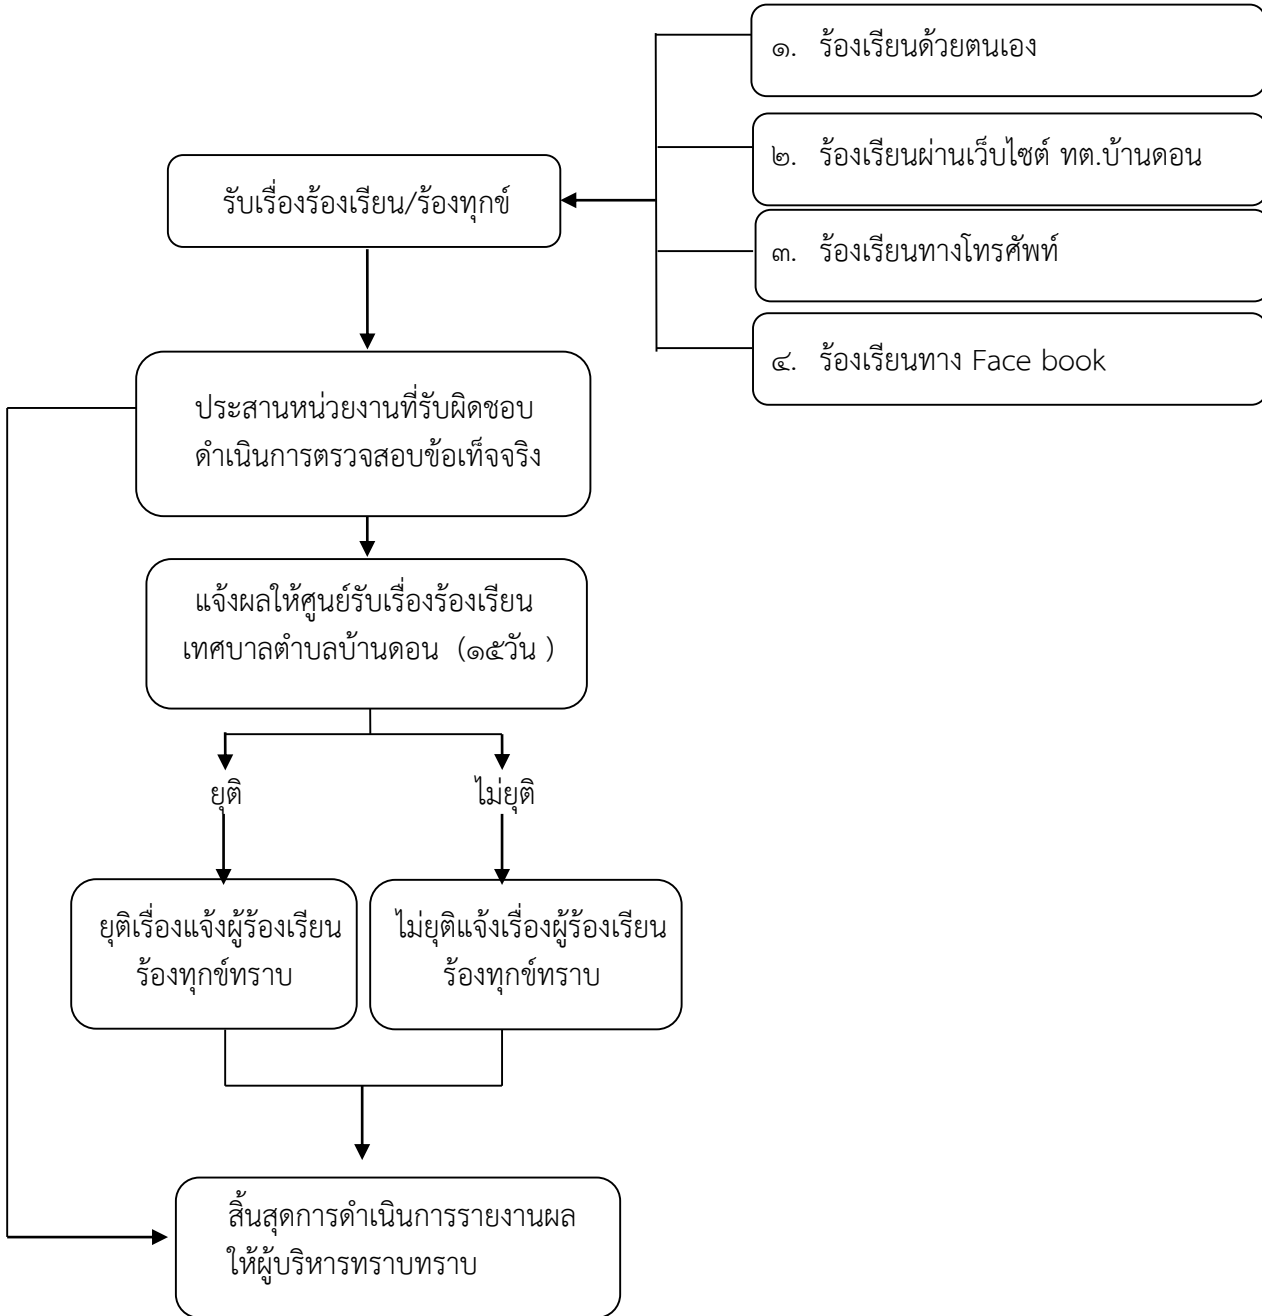 ๑. ร้องเรียนด้วยตนเอง
๒. ร้องเรียนผ่านเว็บไซต์ ทต.บ้านดอน
รับเรื่องร้องเรียน/ร้องทุกข์
๓. ร้องเรียนทางโทรศัพท์
๔. ร้องเรียนทาง Face book
ประสานหน่วยงานที่รับผิดชอบ
ดำเนินการตรวจสอบข้อเท็จจริง
แจ้งผลให้ศูนย์รับเรื่องร้องเรียน
เทศบาลตำบลบ้านดอน (๑๕วัน )
ยุติ
ไม่ยุติ
ยุติเรื่องแจ้งผู้ร้องเรียน
ร้องทุกข์ทราบ
ไม่ยุติแจ้งเรื่องผู้ร้องเรียน
ร้องทุกข์ทราบ
สิ้นสุดการดำเนินการรายงานผล
ให้ผู้บริหารทราบทราบ